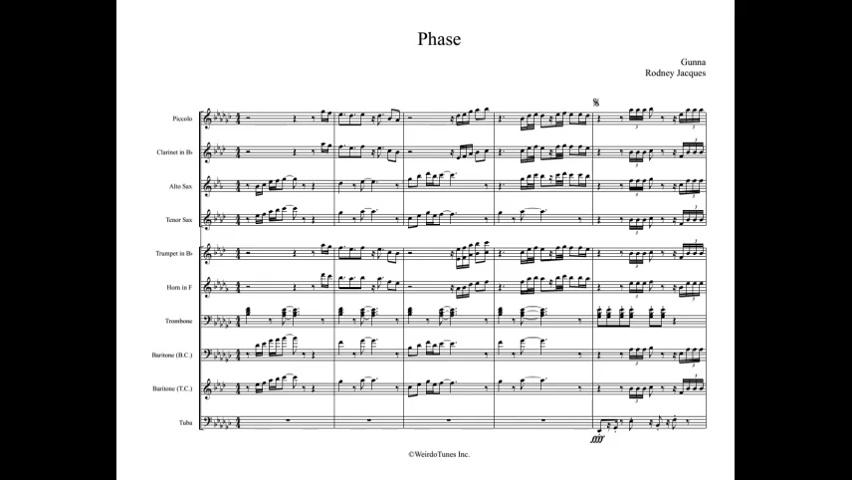 Phase
Gunna
Rodney Jacques
Piccolo
Clarinet in B♭
Alto Sax
Tenor Sax
Trumpet in B♭
Horn in F
Trombone
Baritone (B.C.)
Baritone (T.C.)
Tuba
ffff
©WeirdoTunes Inc.